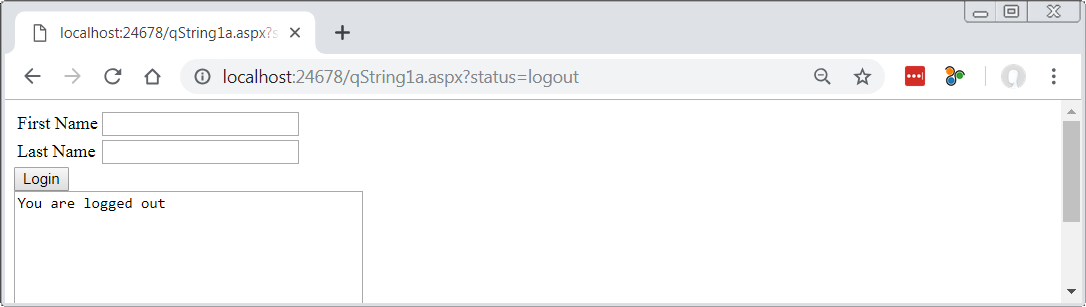 localhost:24678/qString1a.aspx?s
localhost:24678/qString1a.aspx?status=logout
First Name
Last Name
Login
You are logged out